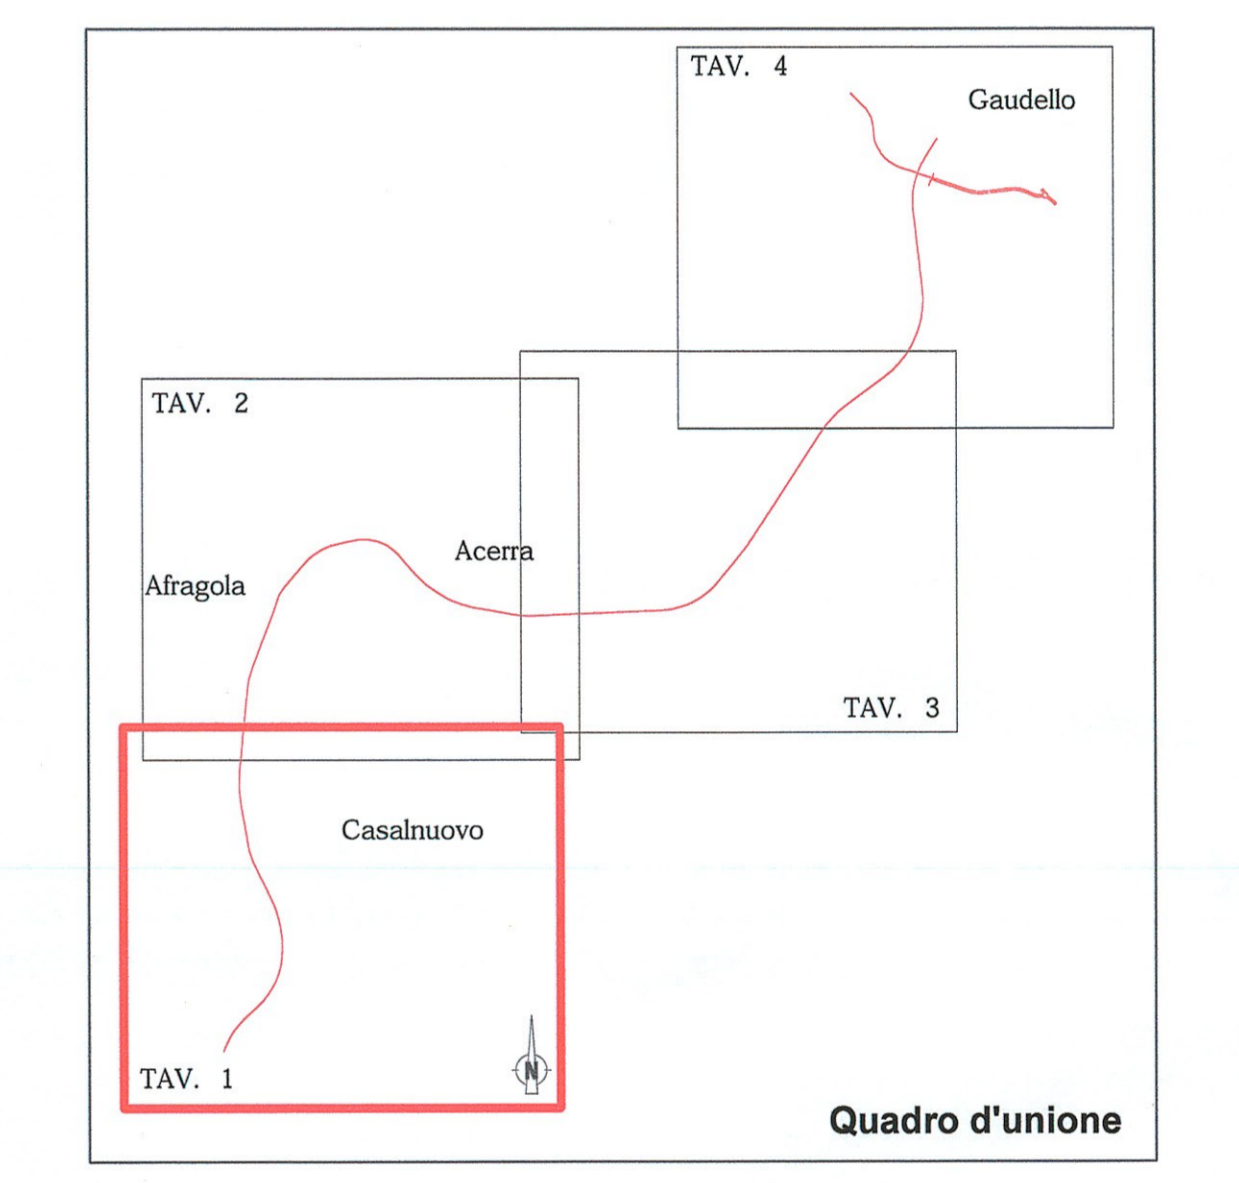 TAV. 4
Gaudello
TAV. 2
Acerra
Afragola
TAV. 3
Casalnuovo
TAV. 1
N
Quadro d'unione